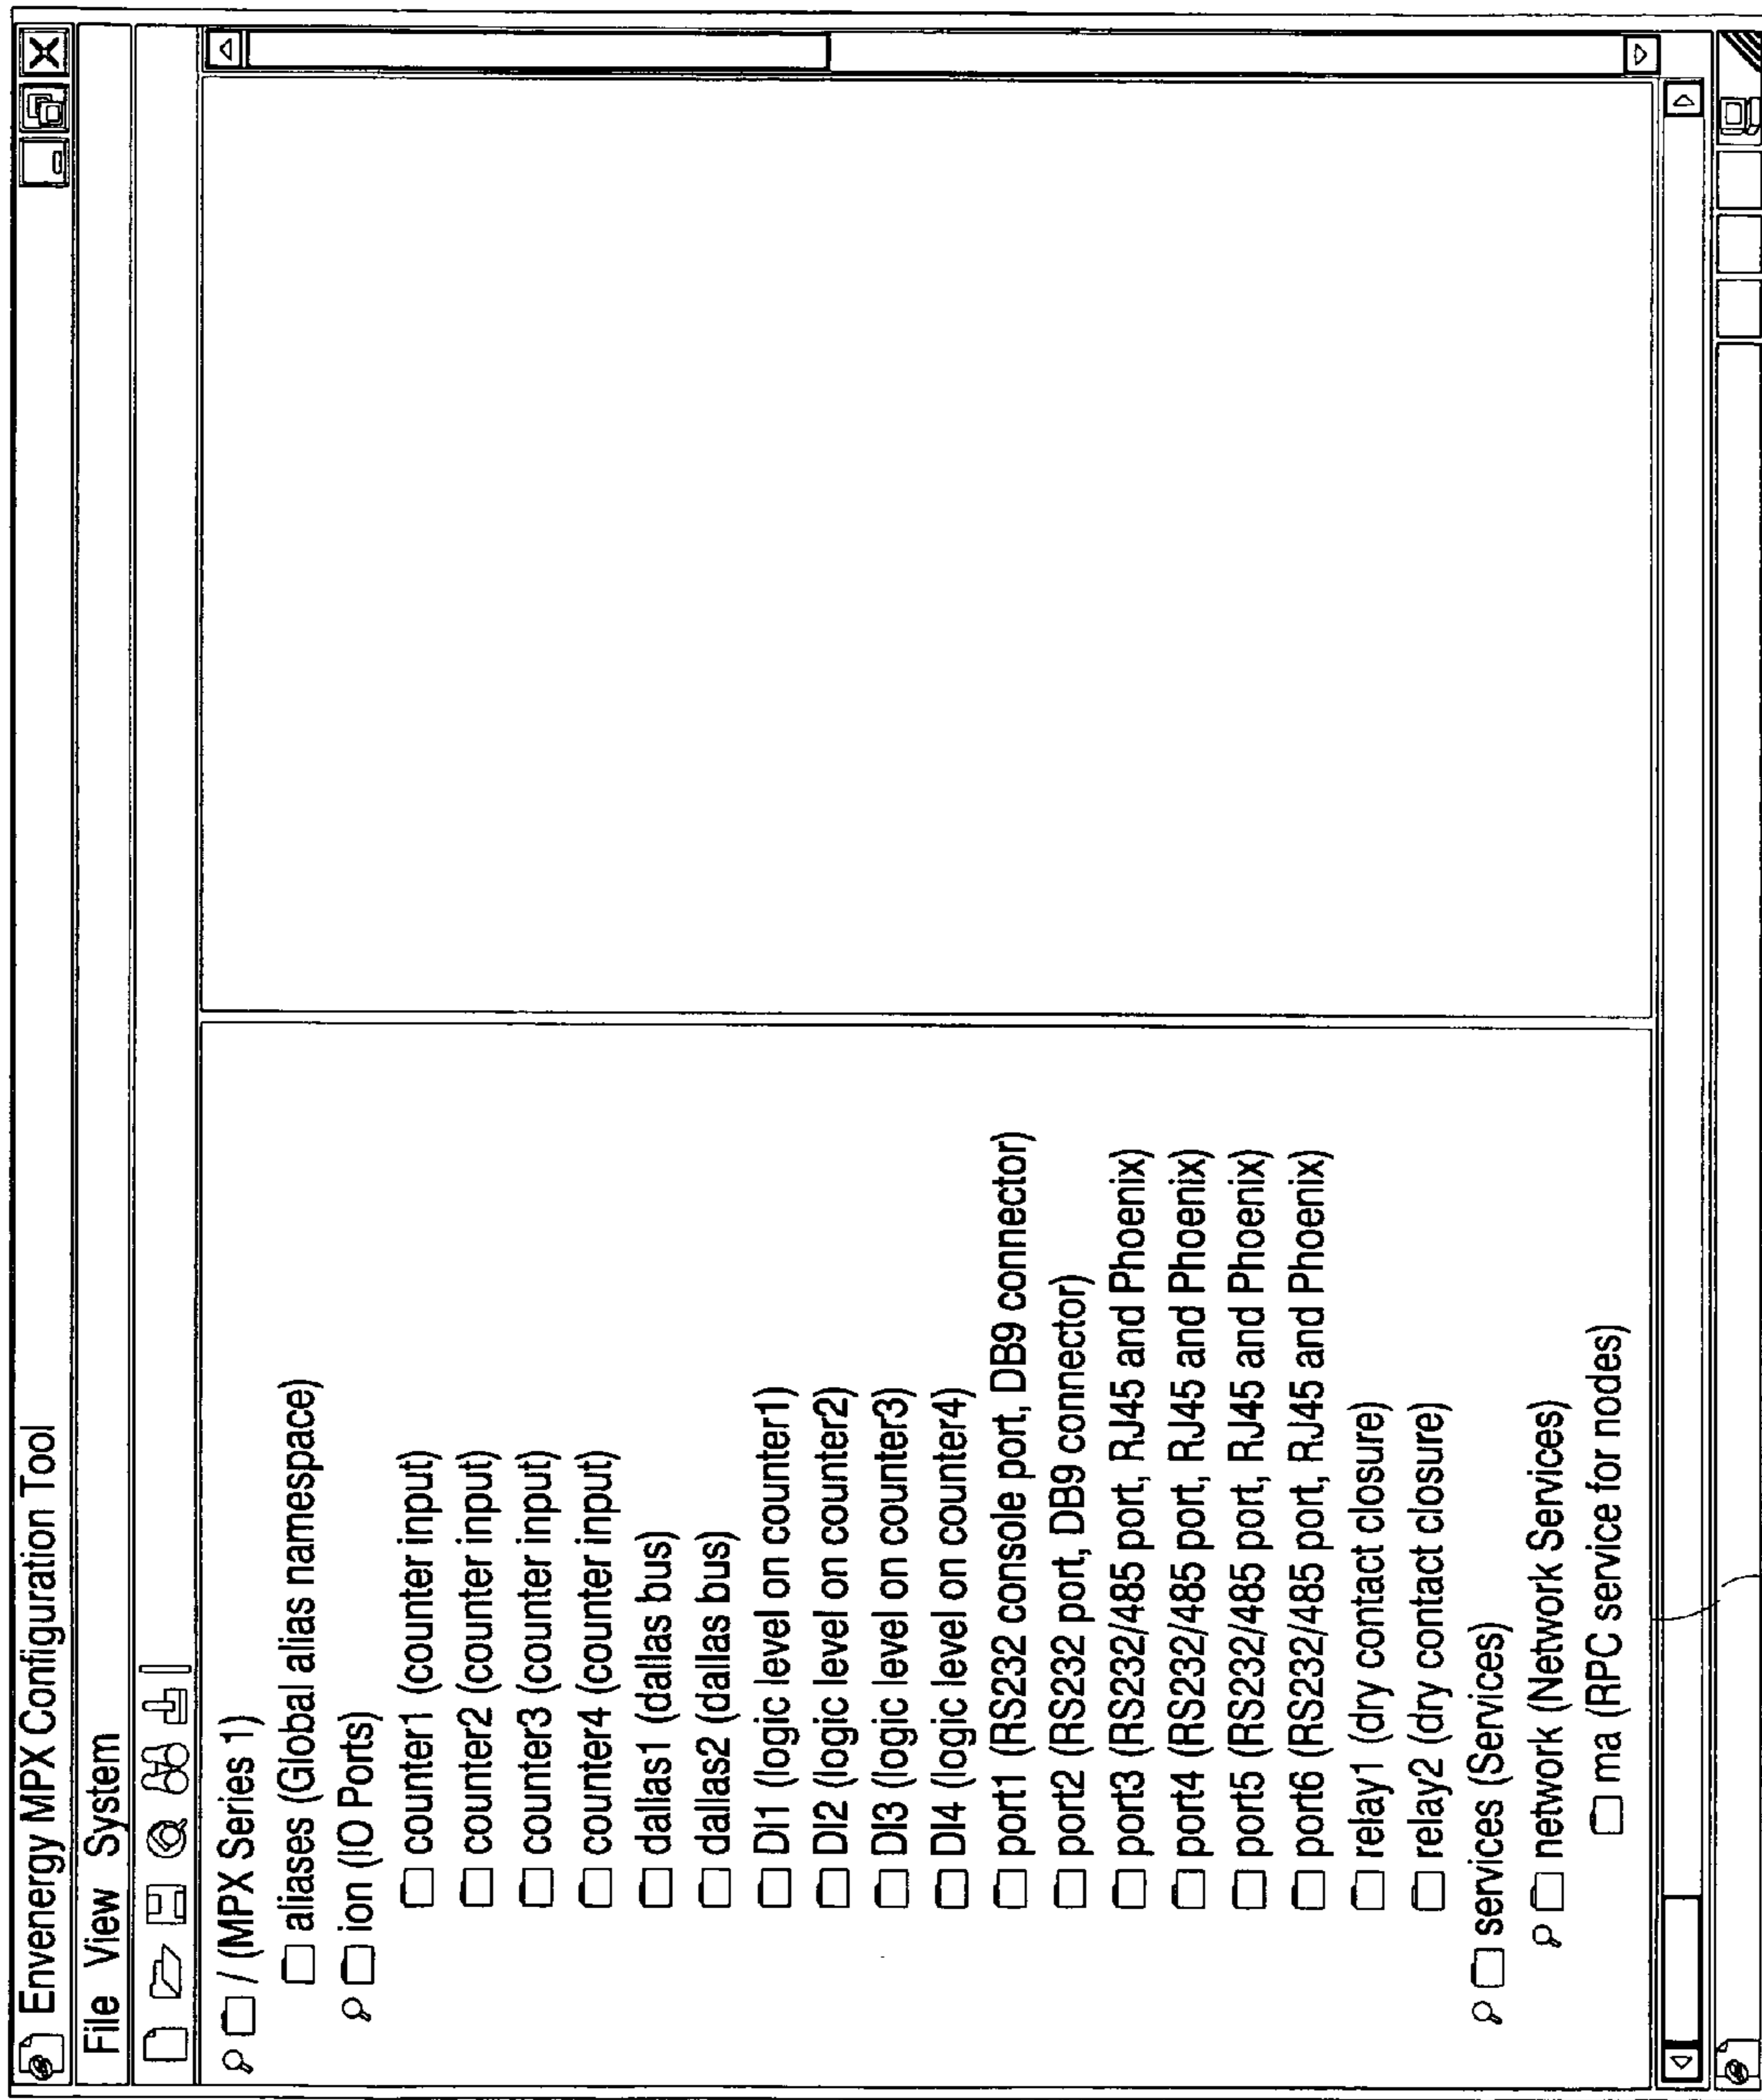 Envenergy MPX Configuration Tool
File View System
/ (MPX Series 1)
aliases (Global alias namespace)
ion (IO Ports)
counter1 (counter input)
counter2 (counter input)
counter3 (counter input)
counter4 (counter input)
dallas1 (dallas bus)
dallas2 (dallas bus)
DI1 (logic level on counter1)
DI2 (logic level on counter2)
DI3 (logic level on counter3)
DI4 (logic level on counter4)
port1 (RS232 console port, DB9 connector)
port2 (RS232 port, DB9 connector)
port3 (RS232/485 port, RJ45 and Phoenix)
port4 (RS232/485 port, RJ45 and Phoenix)
port5 (RS232/485 port, RJ45 and Phoenix)
port6 (RS232/485 port, RJ45 and Phoenix)
relay1 (dry contact closure)
relay2 (dry contact closure)
services (Services)
network (Network Services)
ma (RPC service for nodes)